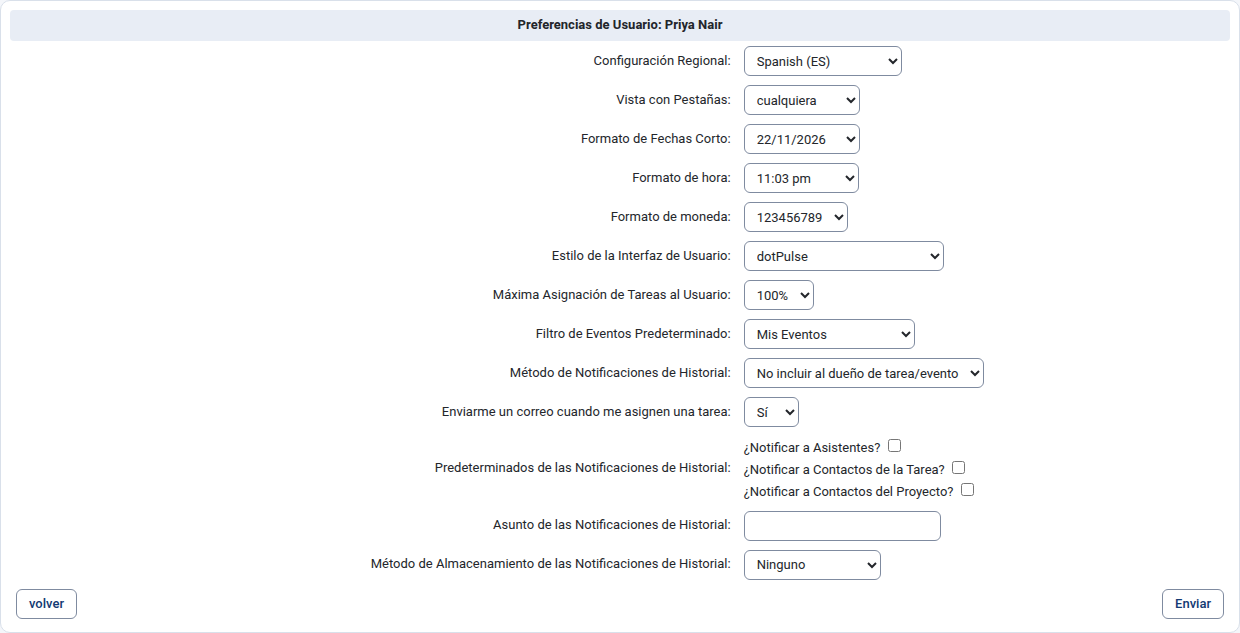 Preferencias de Usuario: Priya Nair
Configuración Regional: Spanish (ES)
Vista con Pestañas: cualquiera
Formato de Fechas Corto: 22/11/2026
Formato de hora: 11:03 pm
Formato de moneda: 123456789
Estilo de la Interfaz de Usuario: dotPulse
Máxima Asignación de Tareas al Usuario: 100%
Filtro de Eventos Predeterminado: Mis Eventos
Método de Notificaciones de Historial: No incluir al dueño de tarea/evento
Enviarme un correo cuando me asignen una tarea: Sí
¿Notificar a Asistentes?
Predeterminados de las Notificaciones de Historial: ¿Notificar a Contactos de la Tarea?
¿Notificar a Contactos del Proyecto?
Asunto de las Notificaciones de Historial:
Método de Almacenamiento de las Notificaciones de Historial: Ninguno
volver Enviar